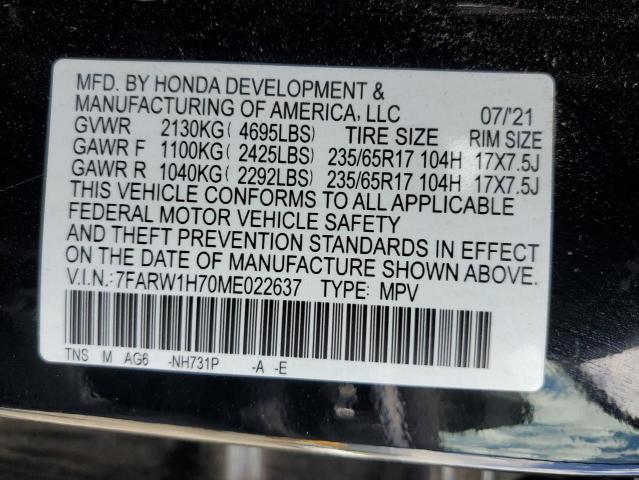 MFD. BY HONDA DEVELOPMENT &
MANUFACTURING OF AMERICA, LLC 07/'21
GVWR 2130KG( 4695LBS) TIRE SIZE RIM SIZE
GAWR F 1100KG( 2425LBS) 235/65R17 104H 17X7.5J
GAWR R 1040KG( 2292LBS) 235/65R17 104H 17X7.5J
THIS VEHICLE CONFORMS TO ALL APPLICABLE
FEDERAL MOTOR VEHICLE SAFETY
AND THEFT PREVENTION STANDARDS IN EFFECT
ON THE DATE OF MANUFACTURE SHOWN ABOVE.
V.I.N.:7FARW1H70ME022637 TYPE: MPV
TNS M AG6 -NH731P -A -E